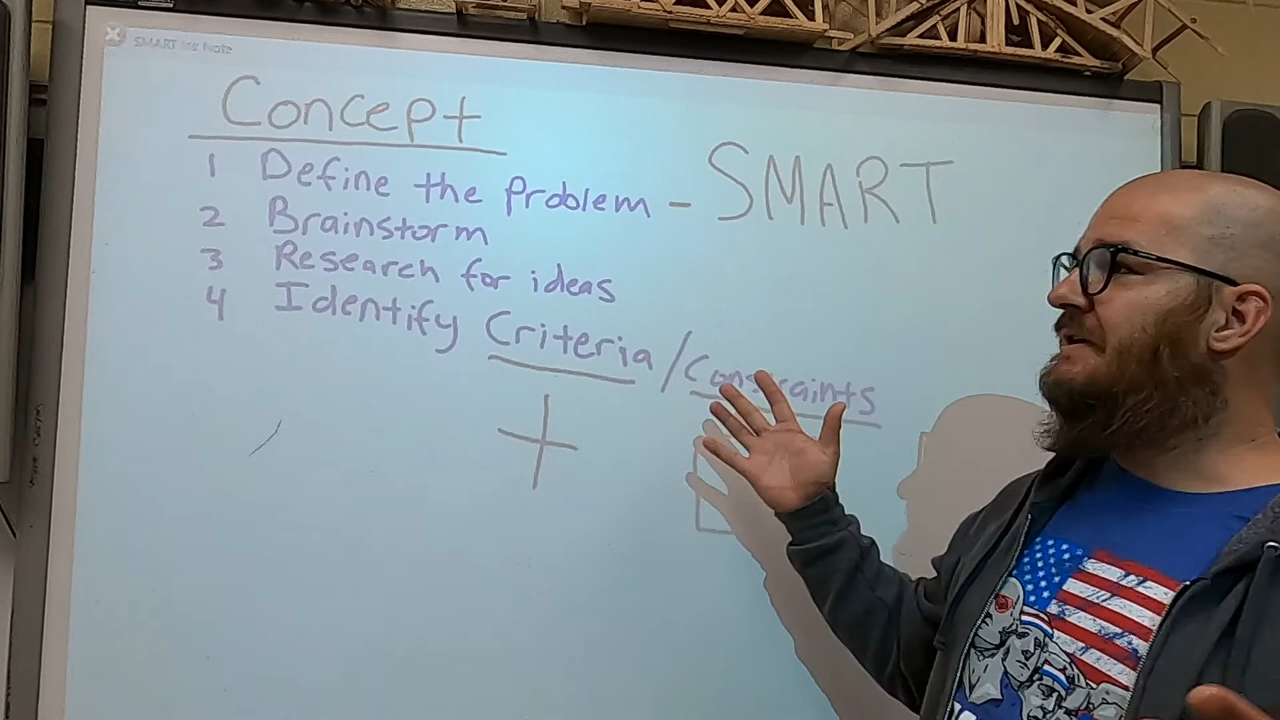 SMART Ink Note
Concept
1 Define the Problem - SMART
2 Brainstorm
3 Research for ideas
4 Identify Criteria / Constraints
+